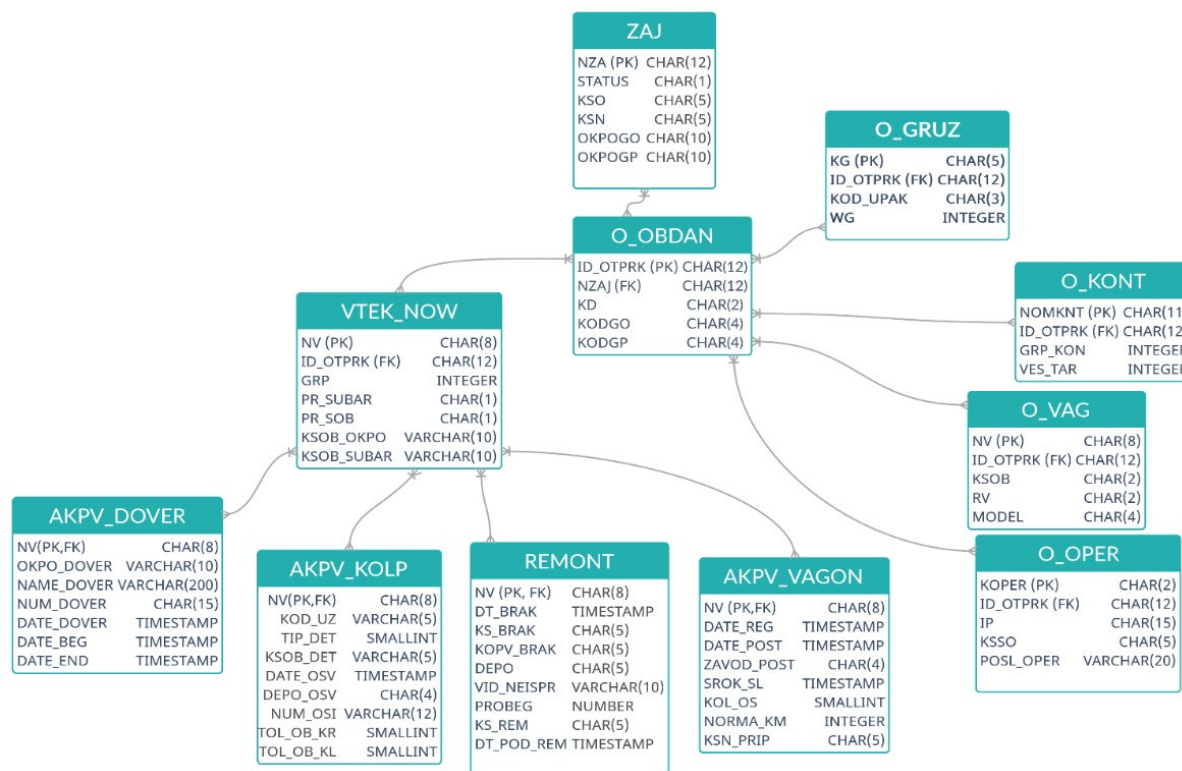 ZAJ
NZA (PK) CHAR(12)
STATUS CHAR(1)
KSO CHAR(5)
KSN CHAR(5)
OKPOGO CHAR(10)
OKPOGP CHAR(10)
O_GRUZ
KG (PK) CHAR(5)
ID_OTPRK (FK) CHAR(12)
KOD_UPAK CHAR(3)
WG INTEGER
O_OBDAN
ID_OTPRK (PK) CHAR(12)
NZAJ (FK) CHAR(12)
KD CHAR(2)
KODGO CHAR(4)
KODGP CHAR(4)
O_KONT
NOMKNT (PK) CHAR(11
ID_OTPRK (FK) CHAR(12
GRP_KON INTEGER
VES_TAR INTEGER
VTEK_NOW
NV (PK) CHAR(8)
ID_OTPRK (FK) CHAR(12)
GRP INTEGER
PR_SUBAR CHAR(1)
PR_SOB CHAR(1)
KSOB_OKPO VARCHAR(10)
KSOB_SUBAR VARCHAR(10)
O_VAG
NV (PK) CHAR(8)
ID_OTPRK (FK) CHAR(12)
KSOB CHAR(2)
RV CHAR(2)
MODEL CHAR(4)
AKPV_DOVER
NV(PK,FK) CHAR(8)
OKPO_DOVER VARCHAR(10)
NAME_DOVER VARCHAR(200)
NUM_DOVER CHAR(15)
DATE_DOVER TIMESTAMP
DATE_BEG TIMESTAMP
DATE_END TIMESTAMP
AKPV_KOLP
NV(PK,FK) CHAR(8)
KOD_UZ VARCHAR(5)
TIP_DET SMALLINT
KSOB_DET VARCHAR(5)
DATE_OSV TIMESTAMP
DEPO_OSV CHAR(4)
NUM_OSI VARCHAR(12)
TOL_OB_KR SMALLINT
TOL_OB_KL SMALLINT
REMONT
NV (PK, FK) CHAR(8)
DT_BRAK TIMESTAMP
KS_BRAK CHAR(5)
KOPV_BRAK CHAR(5)
DEPO CHAR(5)
VID_NEISPR VARCHAR(10)
PROBEG NUMBER
KS_REM CHAR(5)
DT_POD_REM TIMESTAMP
AKPV_VAGON
NV (PK,FK) CHAR(8)
DATE_REG TIMESTAMP
DATE_POST TIMESTAMP
ZAVOD_POST CHAR(4)
SROK_SL TIMESTAMP
KOL_OS SMALLINT
NORMA_KM INTEGER
KSN_PRIP CHAR(5)
O_OPER
KOPER (PK) CHAR(2)
ID_OTPRK (FK) CHAR(12)
IP CHAR(15)
KSSO CHAR(5)
POSL_OPER VARCHAR(20)